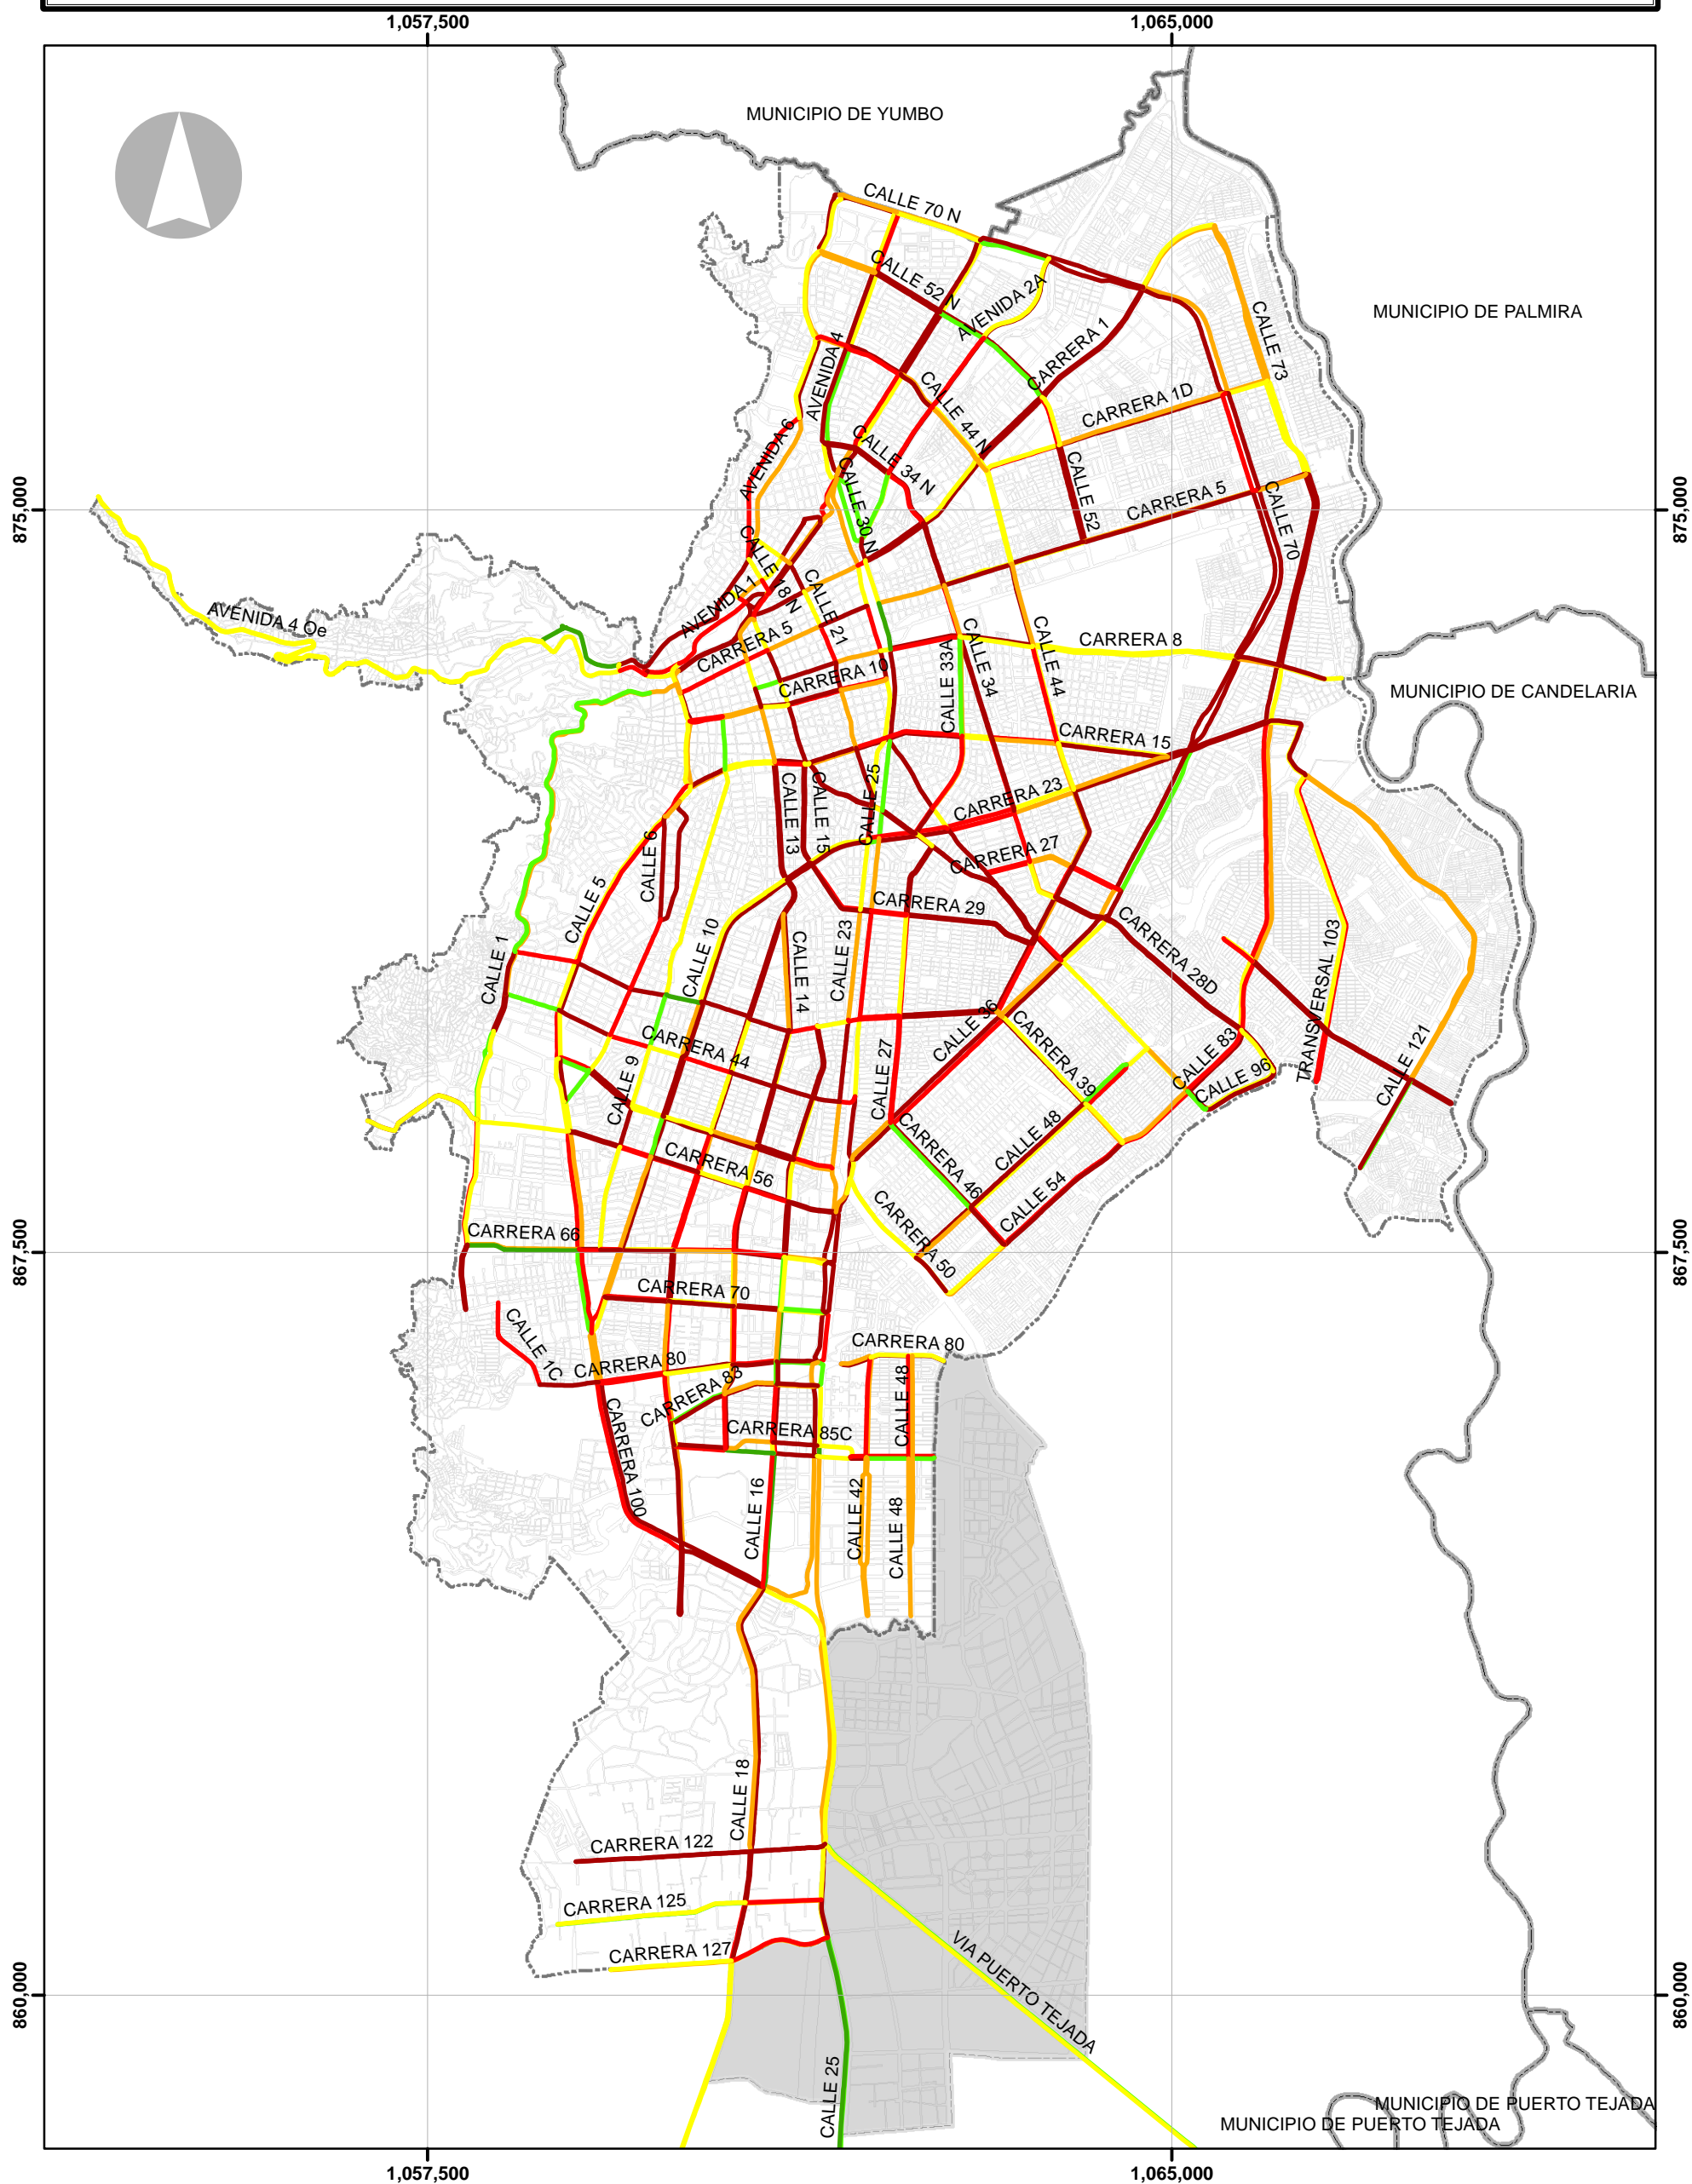 1,057,500
1,065,000
MUNICIPIO DE YUMBO
CALLE 70 N
CALLE 52 N
AVENIDA 2A
MUNICIPIO DE PALMIRA
CALLE 73
CARRERA 1
AVENIDA 4
CALLE 44 N
CARRERA 1D
AVENIDA 6
CALLE 34 N
CALLE 30 N
CALLE 52
CARRERA 5
CALLE 70
875,000
875,000
CALLE 18 N
AVENIDA 1
CALLE 21
AVENIDA 4 Oe
CARRERA 5
CARRERA 10
CALLE 33A
CALLE 34
CALLE 44
CARRERA 8
MUNICIPIO DE CANDELARIA
CARRERA 15
CALLE 25
CALLE 13
CALLE 15
CARRERA 23
CALLE 6
CARRERA 27
CALLE 5
CARRERA 29
CALLE 10
CALLE 1
CALLE 14
CALLE 23
CARRERA 28D
TRANSVERSAL 103
CALLE 36
CARRERA 44
CARRERA 39
CALLE 27
CALLE 9
CALLE 83
CALLE 96
CALLE 121
CARRERA 46
CALLE 48
CARRERA 56
CALLE 54
CARRERA 50
CARRERA 66
867,500
867,500
CARRERA 70
CALLE 1C
CARRERA 80
CARRERA 80
CARRERA 83
CALLE 48
CARRERA 85C
CARRERA 100
CALLE 16
CALLE 42
CALLE 48
CALLE 18
CARRERA 122
CARRERA 125
CARRERA 127
VIA PUERTO TEJADA
860,000
860,000
CALLE 25
MUNICIPIO DE PUERTO TEJADA
MUNICIPIO DE PUERTO TEJADA
1,057,500
1,065,000